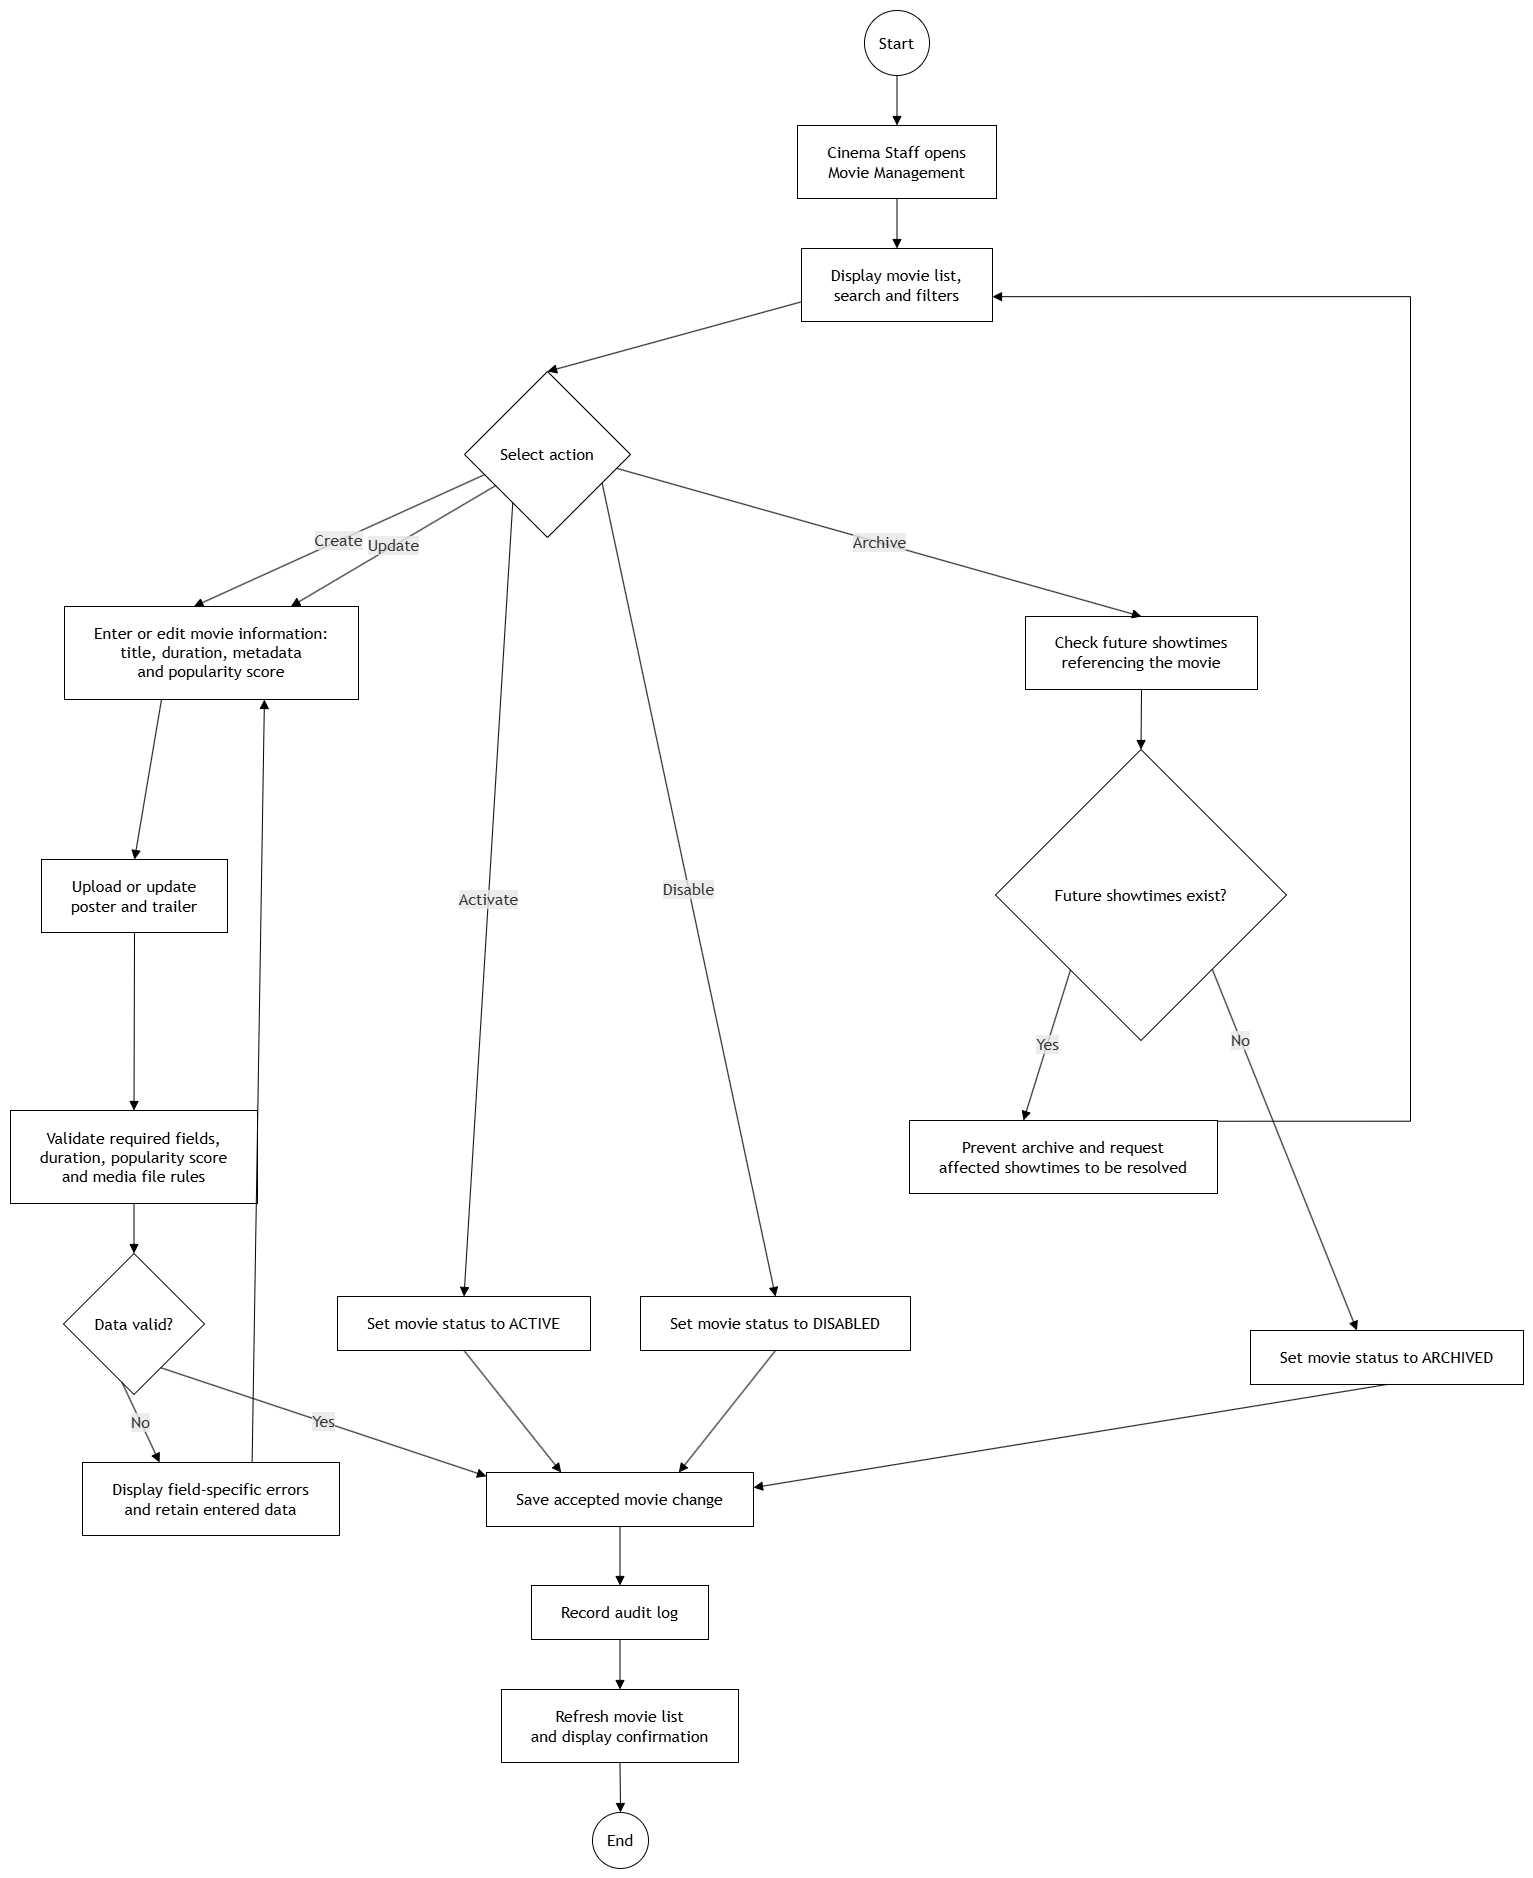 Start
Cinema Staff opens
Movie Management
Display movie list,
search and filters
Select action
Create
Update
Archive
Enter or edit movie information:
title, duration, metadata
and popularity score
Check future showtimes
referencing the movie
Upload or update
poster and trailer
Activate
Disable
Future showtimes exist?
Yes
No
Validate required fields,
duration, popularity score
and media file rules
Prevent archive and request
affected showtimes to be resolved
Data valid?
Set movie status to ACTIVE
Set movie status to DISABLED
Set movie status to ARCHIVED
No
Yes
Display field-specific errors
and retain entered data
Save accepted movie change
Record audit log
Refresh movie list
and display confirmation
End